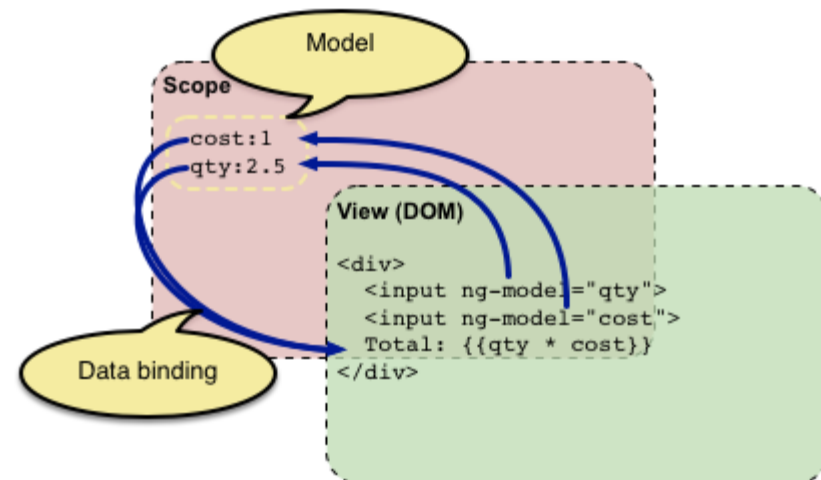 Model
Scope
cost:1
qty:2.5
View (DOM)
<div>
<input ng-model="qty">
<input ng-model="cost">
Total: {{qty * cost}}
</div>
Data binding